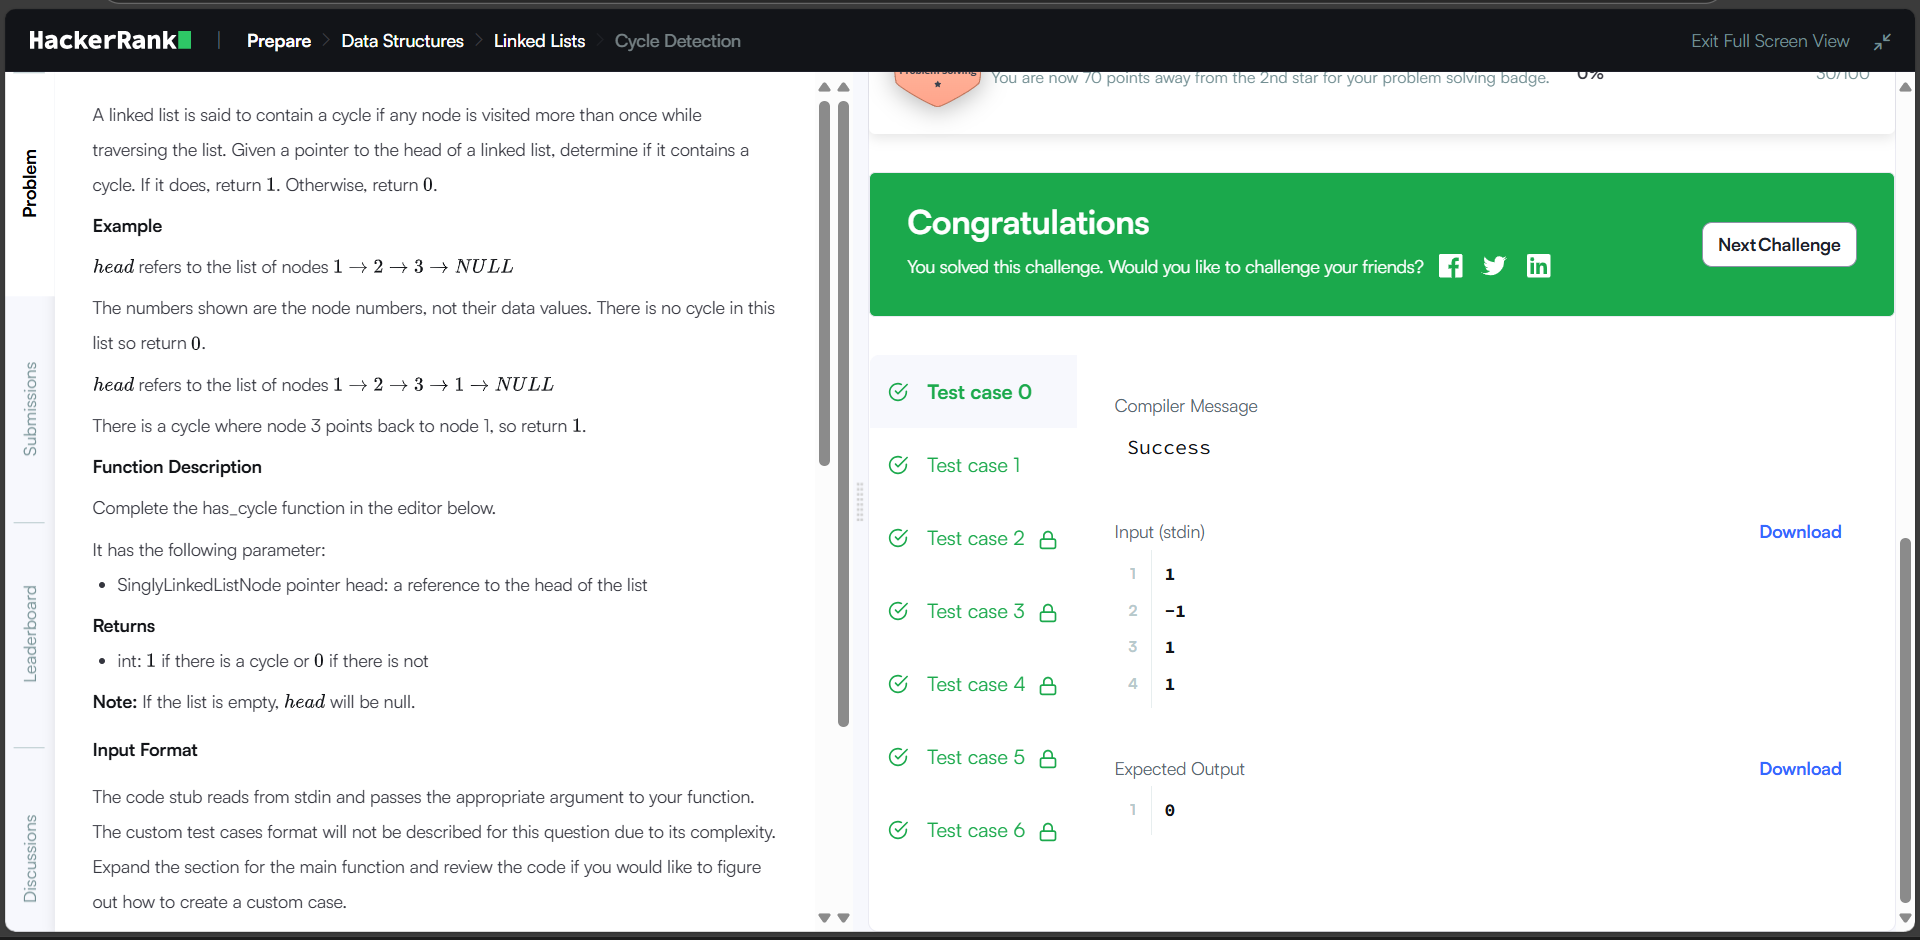 HackerRank | Prepare > Data Structures > Linked Lists > Cycle Detection
Exit Full Screen View
Problem
Submissions
Leaderboard
Discussions
A linked list is said to contain a cycle if any node is visited more than once while
traversing the list. Given a pointer to the head of a linked list, determine if it contains a
cycle. If it does, return 1. Otherwise, return 0.
Example
head refers to the list of nodes 1 → 2 → 3 → NULL
The numbers shown are the node numbers, not their data values. There is no cycle in this
list so return 0.
head refers to the list of nodes 1 → 2 → 3 → 1 → NULL
There is a cycle where node 3 points back to node 1, so return 1.
Function Description
Complete the has_cycle function in the editor below.
It has the following parameter:
• SinglyLinkedListNode pointer head: a reference to the head of the list
Returns
• int: 1 if there is a cycle or 0 if there is not
Note: If the list is empty, head will be null.
Input Format
The code stub reads from stdin and passes the appropriate argument to your function.
The custom test cases format will not be described for this question due to its complexity.
Expand the section for the main function and review the code if you would like to figure
out how to create a custom case.
Problem Solving
You are now 70 points away from the 2nd star for your problem solving badge.
0%
30/100
Congratulations
You solved this challenge. Would you like to challenge your friends?
Next Challenge
Test case 0
Test case 1
Test case 2
Test case 3
Test case 4
Test case 5
Test case 6
Compiler Message
Success
Input (stdin)
Download
1 1
2 -1
3 1
4 1
Expected Output
Download
1 0